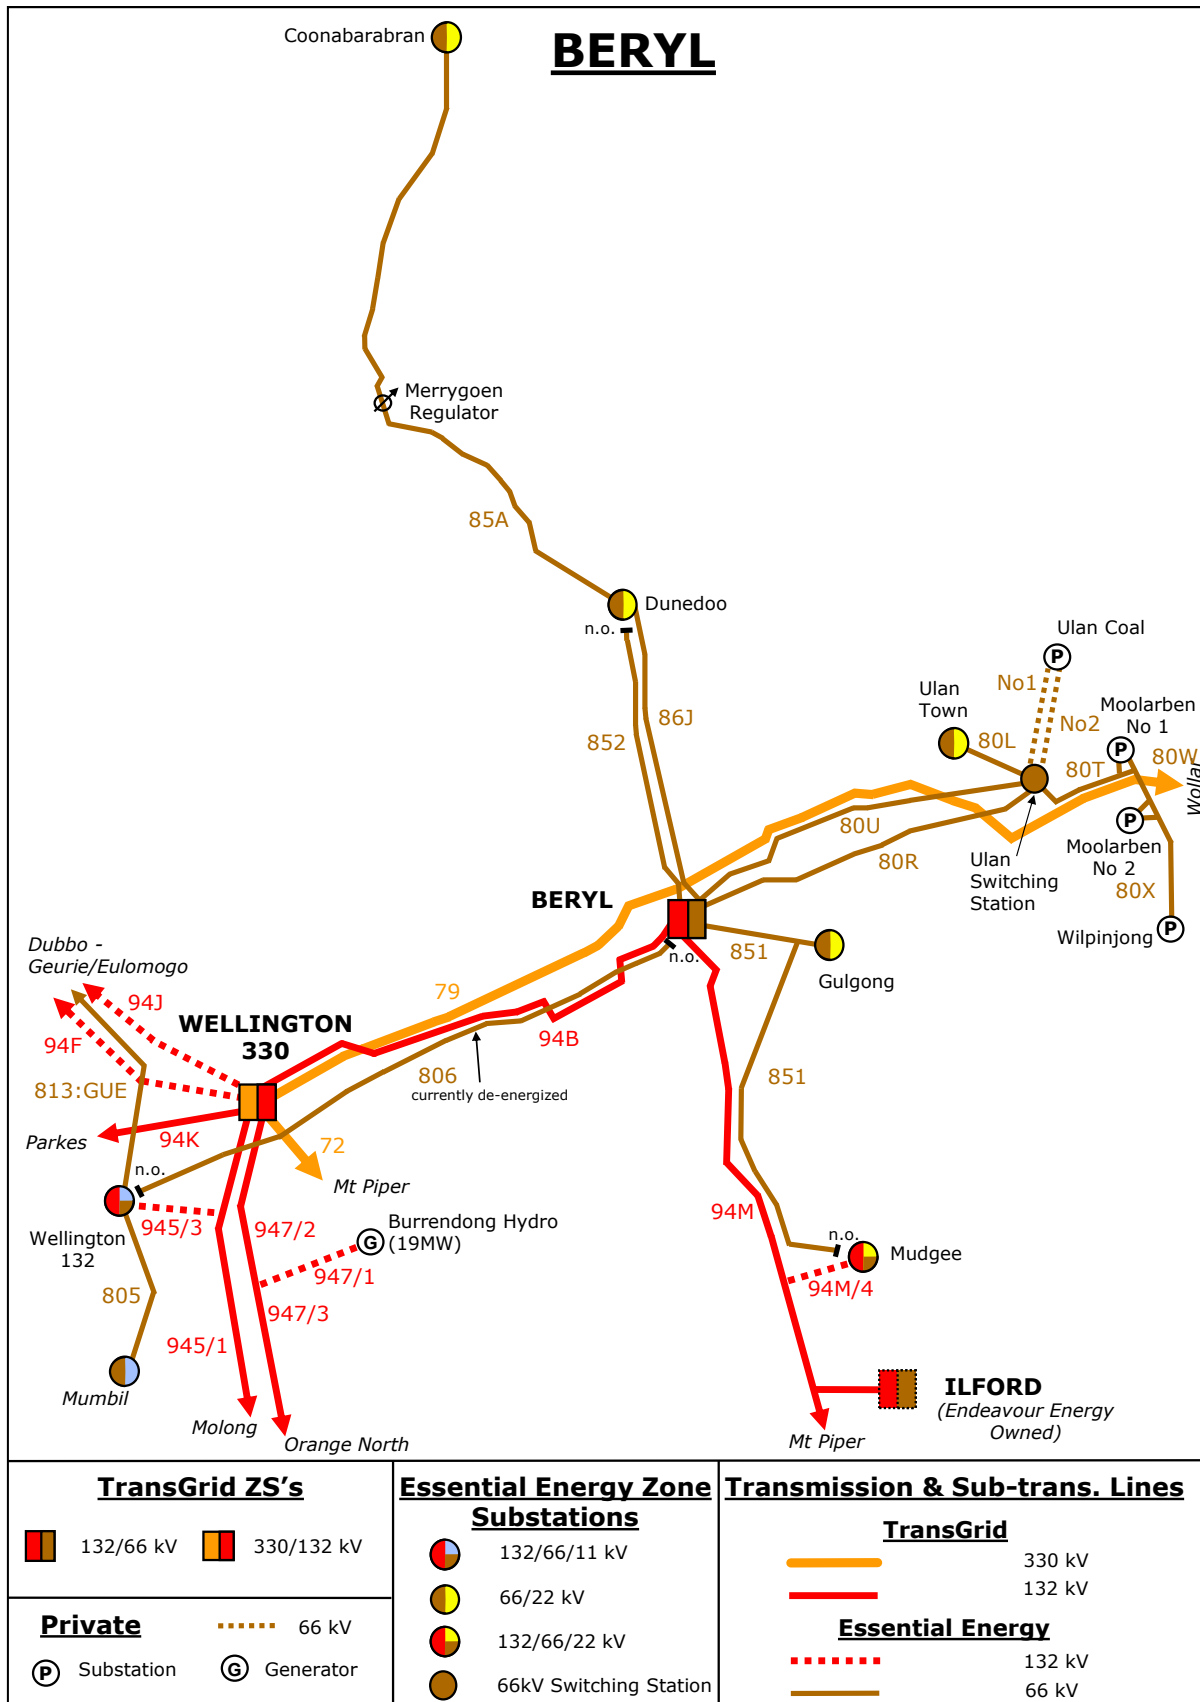 BERYL
Coonabarabran
Merrygoen
Regulator
85A
Dunedoo
n.o.
86J
852
Ulan Coal
No1
No2
Ulan
Town
80L
Moolarben
No 1
80T
80W
Wollar
80U
80R
Ulan
Switching
Station
Moolarben
No 2
80X
Wilpinjong
BERYL
n.o.
851
Gulgong
Dubbo -
Geurie/Eulomogo
94J
94F
WELLINGTON
330
79
94B
806
currently de-energized
813:GUE
Parkes
94K
72
Mt Piper
n.o.
945/3
Wellington
132
947/2
Burrendong Hydro
(19MW)
947/1
947/3
805
945/1
Mumbil
Molong
Orange North
851
94M
n.o.
Mudgee
94M/4
ILFORD
(Endeavour Energy
Owned)
Mt Piper
TransGrid ZS's
132/66 kV
330/132 kV
Private
66 kV
P Substation
G Generator
Essential Energy Zone
Substations
132/66/11 kV
66/22 kV
132/66/22 kV
66kV Switching Station
Transmission & Sub-trans. Lines
TransGrid
330 kV
132 kV
Essential Energy
132 kV
66 kV
P
P
P
P
G